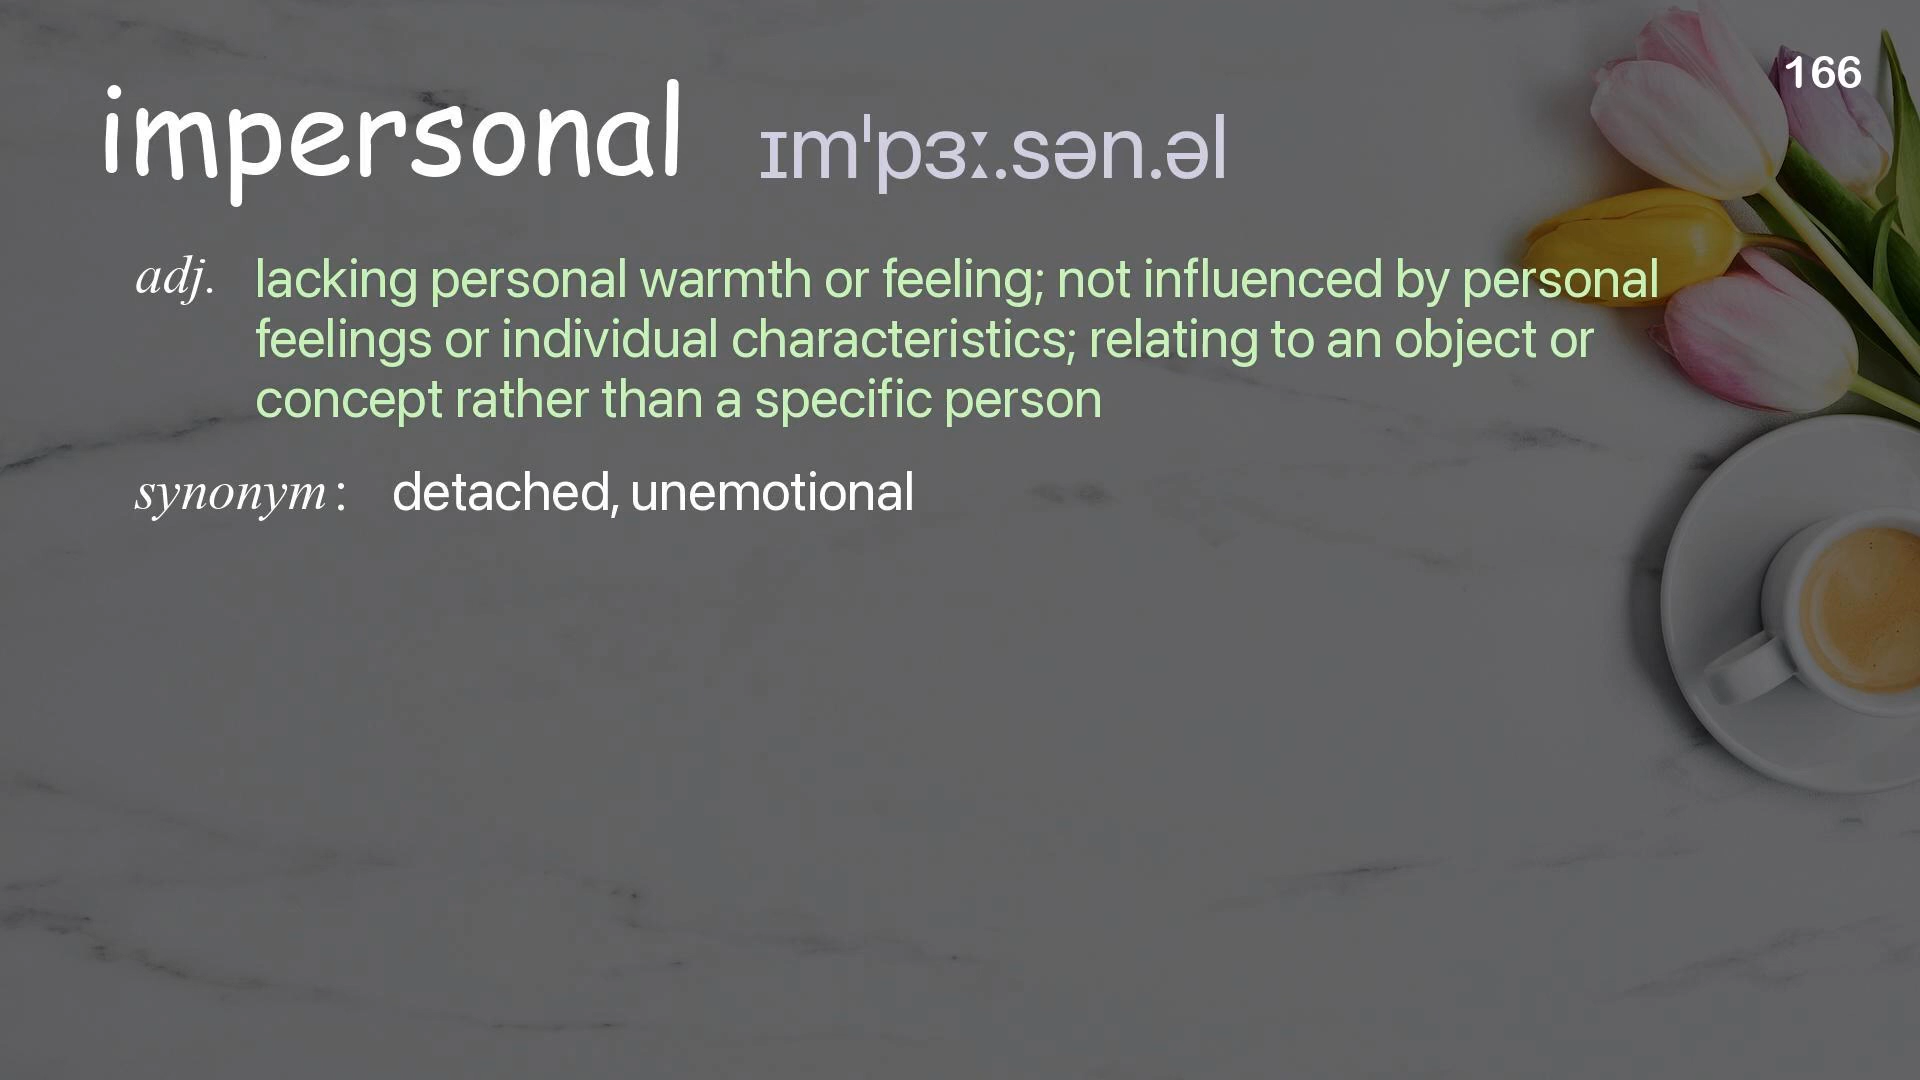 166
impersonal ɪmˈpɜː.sən.əl
adj. lacking personal warmth or feeling; not influenced by personal
feelings or individual characteristics; relating to an object or
concept rather than a specific person
synonym : detached, unemotional